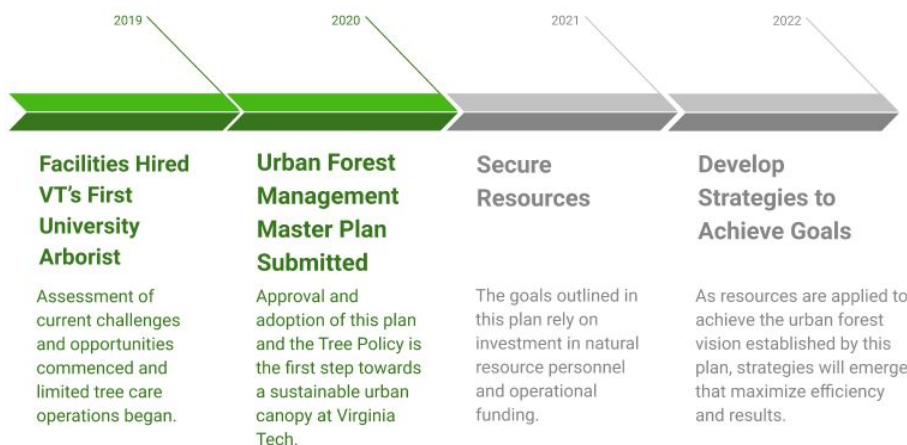 2019
2020
2021
2022
Facilities Hired
VT's First
University
Arborist
Assessment of
current challenges
and opportunities
commenced and
limited tree care
operations began.
Urban Forest
Management
Master Plan
Submitted
Approval and
adoption of this plan
and the Tree Policy is
the first step towards
a sustainable urban
canopy at Virginia
Tech.
Secure
Resources
The goals outlined in
this plan rely on
investment in natural
resource personnel
and operational
funding.
Develop
Strategies to
Achieve Goals
As resources are applied to
achieve the urban forest
vision established by this
plan, strategies will emerge
that maximize efficiency
and results.